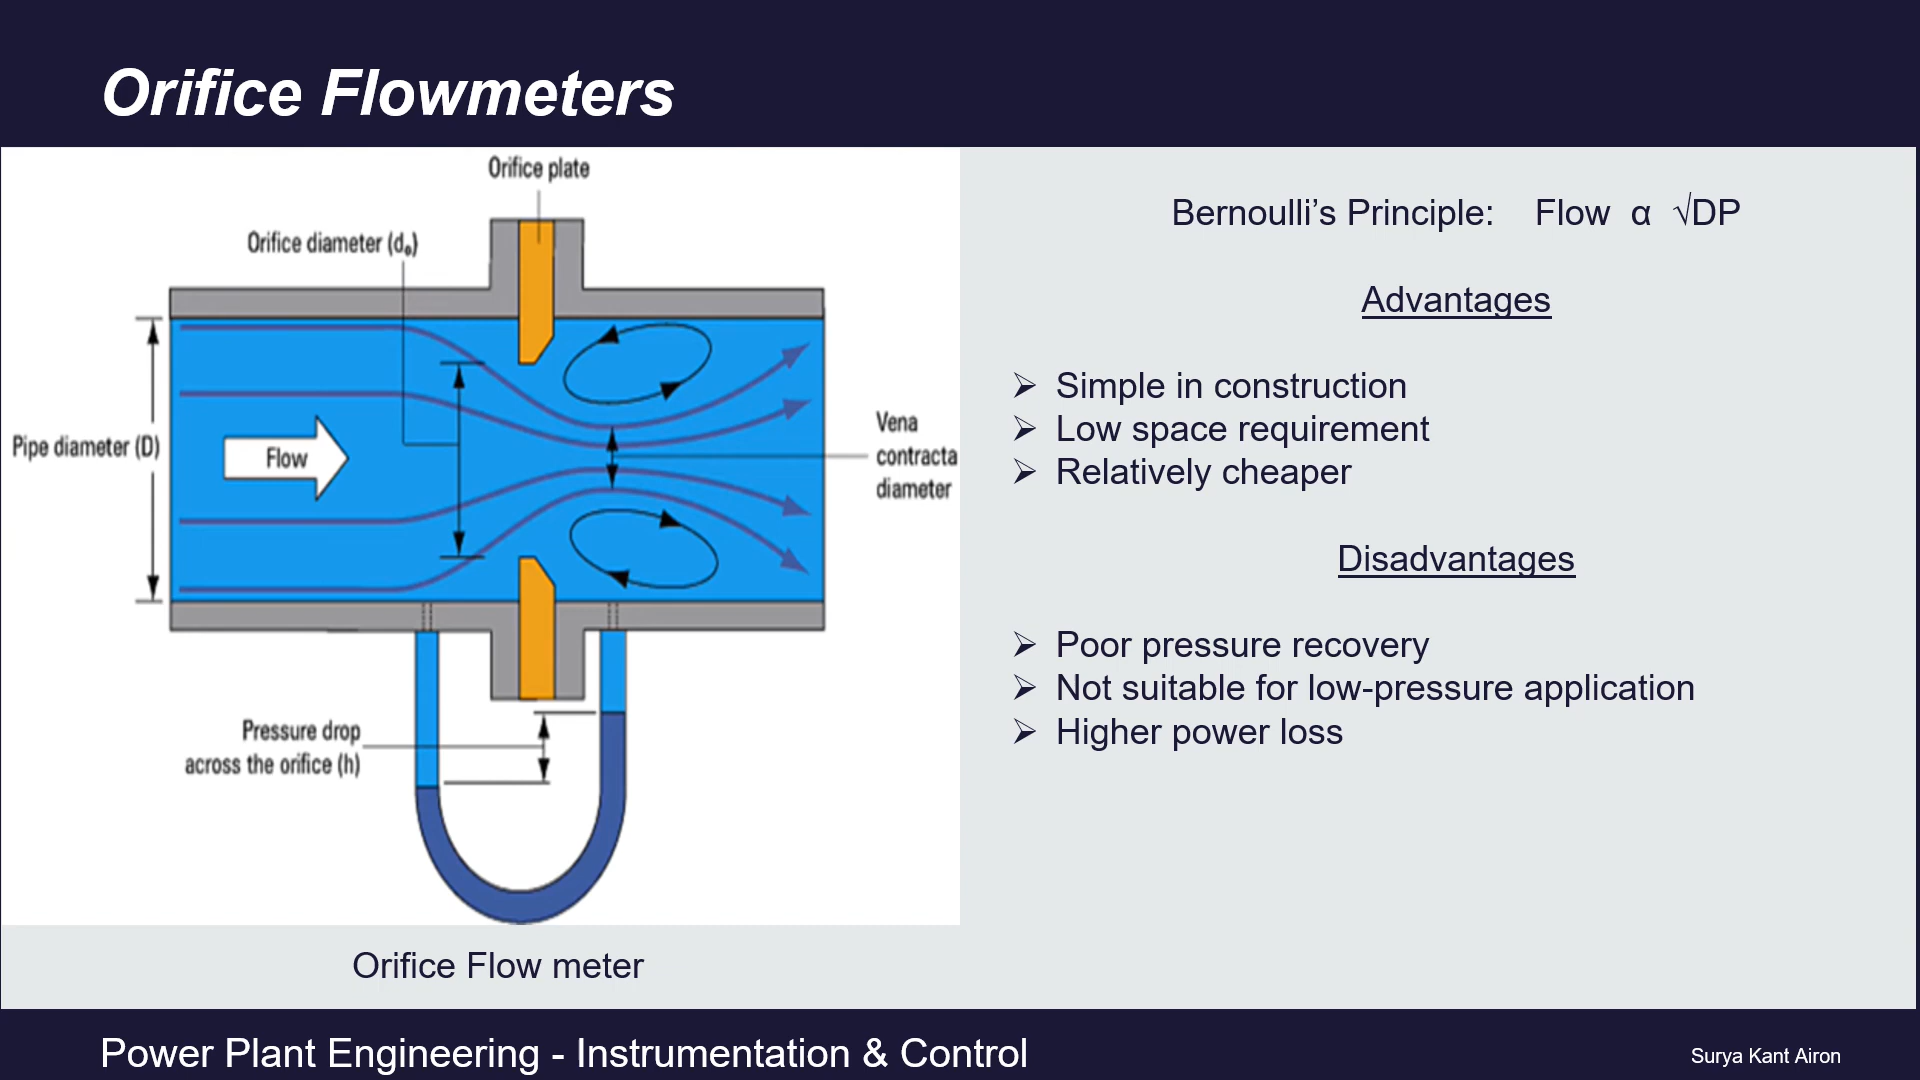 Orifice Flowmeters
Orifice plate
Orifice diameter (dₒ)
Pipe diameter (D)
Flow
Vena
contracta
diameter
Pressure drop
across the orifice (h)
Orifice Flow meter
Bernoulli’s Principle: Flow α √DP
Advantages
➢ Simple in construction
➢ Low space requirement
➢ Relatively cheaper
Disadvantages
➢ Poor pressure recovery
➢ Not suitable for low-pressure application
➢ Higher power loss
Power Plant Engineering - Instrumentation & Control
Surya Kant Airon